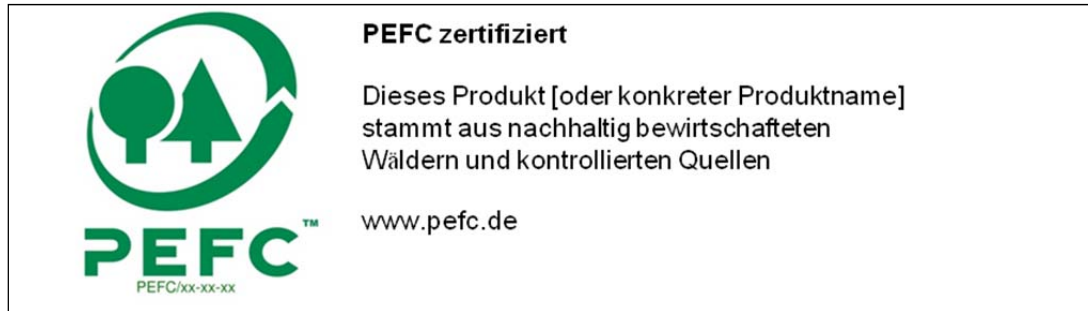 PEFC zertifiziert
Dieses Produkt [oder konkreter Produktname]
stammt aus nachhaltig bewirtschafteten
Wäldern und kontrollierten Quellen
www.pefc.de
PEFC™
PEFC/xx-xx-xx